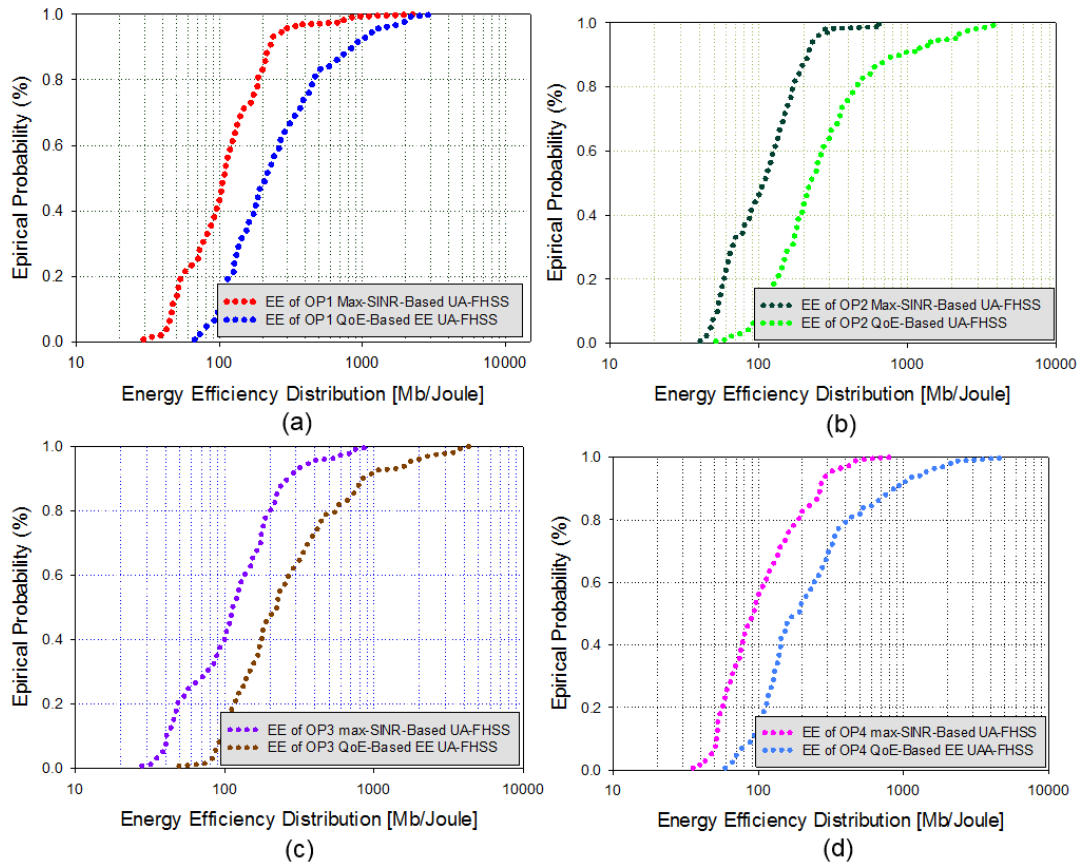 Epirical Probability (%)
1.0
0.8
0.6
0.4
0.2
0.0
EE of OP1 Max-SINR-Based UA-FHSS
EE of OP1 QoE-Based EE UA-FHSS
10
100
1000
10000
Energy Efficiency Distribution [Mb/Joule]
(a)
Epirical Probability (%)
1.0
0.8
0.6
0.4
0.2
0.0
EE of OP2 Max-SINR-Based UA-FHSS
EE of OP2 QoE-Based UA-FHSS
10
100
1000
10000
Energy Efficiency Distribution [Mb/Joule]
(b)
Epirical Probability (%)
1.0
0.8
0.6
0.4
0.2
0.0
EE of OP3 max-SINR-Based UA-FHSS
EE of OP3 QoE-Based EE UA-FHSS
10
100
1000
10000
Energy Efficiency Distribution [Mb/Joule]
(c)
Epirical Probability (%)
1.0
0.8
0.6
0.4
0.2
0.0
EE of OP4 max-SINR-Based UA-FHSS
EE of OP4 QoE-Based EE UAA-FHSS
10
100
1000
10000
Energy Efficiency Distribution [Mb/Joule]
(d)